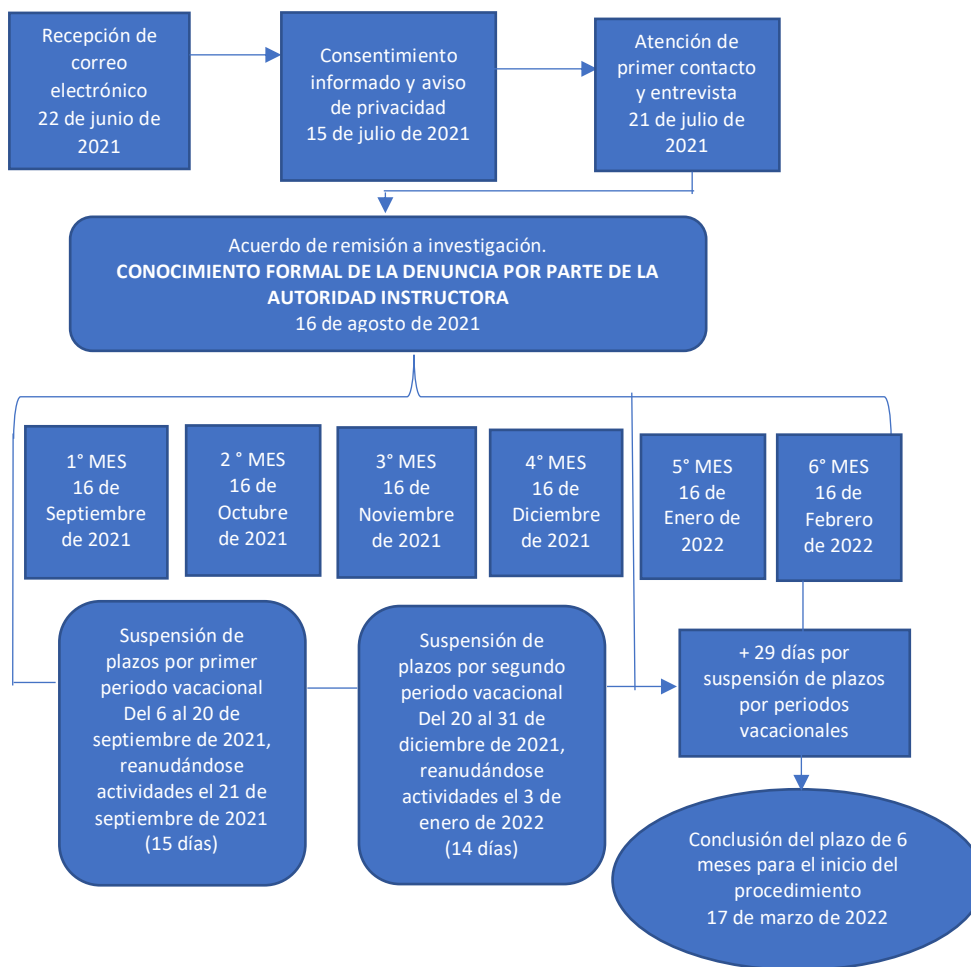 Recepción de
correo
electrónico
22 de junio de
2021
Consentimiento
informado y aviso
de privacidad
15 de julio de 2021
Atención de
primer contacto
y entrevista
21 de julio de
2021
Acuerdo de remisión a investigación.
CONOCIMIENTO FORMAL DE LA DENUNCIA POR PARTE DE LA
AUTORIDAD INSTRUCTORA
16 de agosto de 2021
1° MES
16 de
Septiembre
de 2021
2 ° MES
16 de
Octubre
de 2021
3° MES
16 de
Noviembre
de 2021
4° MES
16 de
Diciembre
de 2021
5° MES
16 de
Enero de
2022
6° MES
16 de
Febrero
de 2022
Suspensión de
plazos por primer
periodo vacacional
Del 6 al 20 de
septiembre de 2021,
reanudándose
actividades el 21 de
septiembre de 2021
(15 días)
Suspensión de
plazos por segundo
periodo vacacional
Del 20 al 31 de
diciembre de 2021,
reanudándose
actividades el 3 de
enero de 2022
(14 días)
+ 29 días por
suspensión de plazos
por periodos
vacacionales
Conclusión del plazo de 6
meses para el inicio del
procedimiento
17 de marzo de 2022